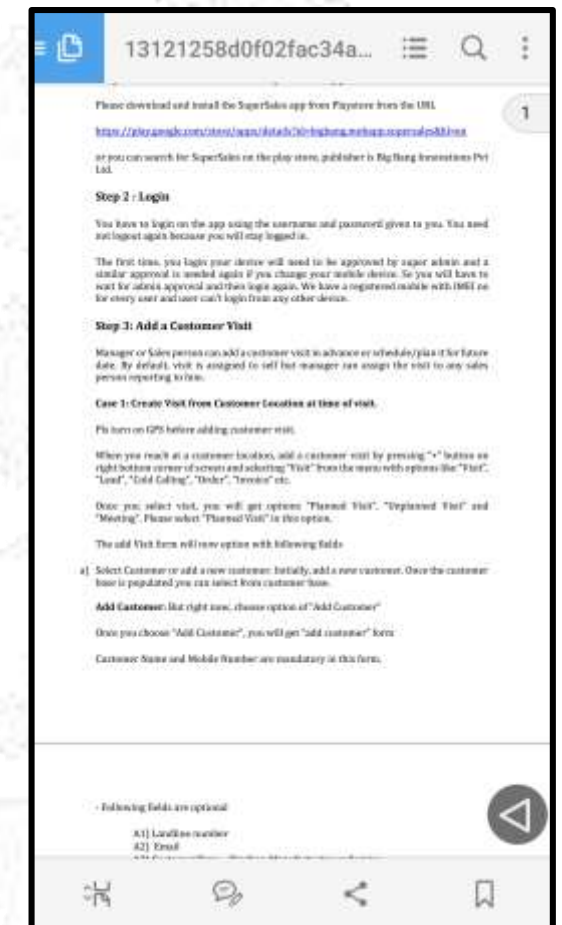 13121258d0f02fac34a...
1
Please download and install the SuperSales app from Playstore from the URL
https://play.google.com/store/apps/details?id=bigbang.mobapp.supersales&hl=en
or you can search for SuperSales on the play store, publisher is Big Bang Innovations Pvt
Ltd.
Step 2 : Login
You have to login on the app using the username and password given to you. You need
not logout again because you will stay logged in.
The first time, you login your device will need to be approved by super admin and a
similar approval is needed again if you change your mobile device. So you will have to
wait for admin approval and then login again. We have a registered mobile with IMEI no
for every user and user can't login from any other device.
Step 3: Add a Customer Visit
Manager or Sales person can add a customer visit in advance or schedule/plan it for future
date. By default, visit is assigned to self but manager can assign the visit to any sales
person reporting to him.
Case 1: Create Visit from Customer Location at time of visit.
Pls turn on GPS before adding customer visit.
When you reach at a customer location, add a customer visit by pressing "+" button on
right bottom corner of screen and selecting "Visit" from the menu with options like "Visit",
"Lead", "Cold Calling", "Order", "Invoice" etc.
Once you select visit, you will get options "Planned Visit", "Unplanned Visit" and
"Meeting". Please select "Planned Visit" in this option.
The add Visit form will now option with following fields
a) Select Customer or add a new customer: Initially, add a new customer. Once the customer
base is populated you can select from customer base.
Add Customer: But right now, choose option of "Add Customer"
Once you choose "Add Customer", you will get "add customer" form
Customer Name and Mobile Number are mandatory in this form.
- Following fields are optional
A1) Landline number
A2) Email